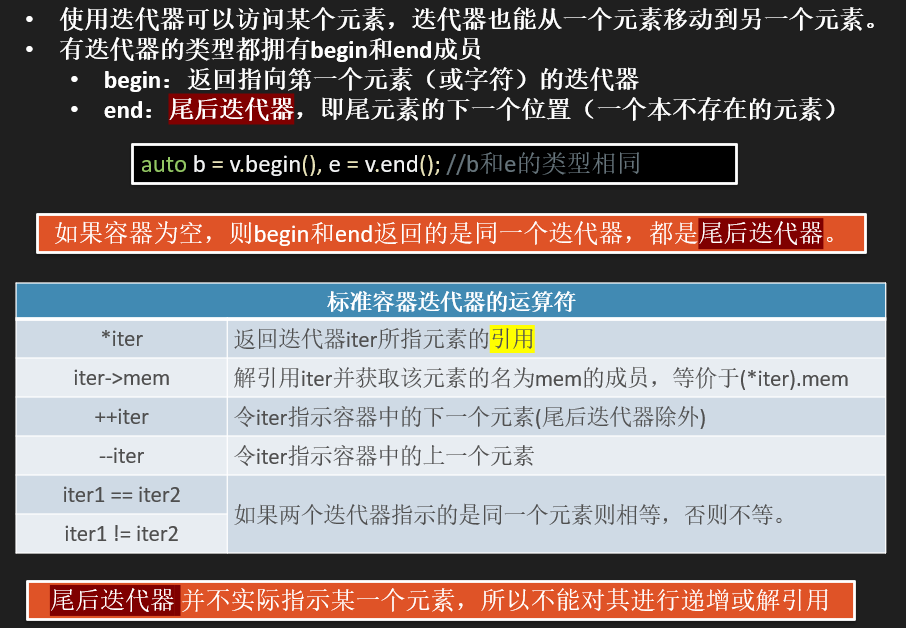 • 使用迭代器可以访问某个元素，迭代器也能从一个元素移动到另一个元素。
• 有迭代器的类型都拥有begin和end成员
• begin：返回指向第一个元素（或字符）的迭代器
• end：尾后迭代器，即尾元素的下一个位置（一个本不存在的元素）
auto b = v.begin(), e = v.end(); //b和e的类型相同
如果容器为空，则begin和end返回的是同一个迭代器，都是尾后迭代器。
标准容器迭代器的运算符
*iter 返回迭代器iter所指元素的引用
iter->mem 解引用iter并获取该元素的名为mem的成员，等价于(*iter).mem
++iter 令iter指示容器中的下一个元素(尾后迭代器除外)
--iter 令iter指示容器中的上一个元素
iter1 == iter2
如果两个迭代器指示的是同一个元素则相等，否则不等。
iter1 != iter2
尾后迭代器并不实际指示某一个元素，所以不能对其进行递增或解引用